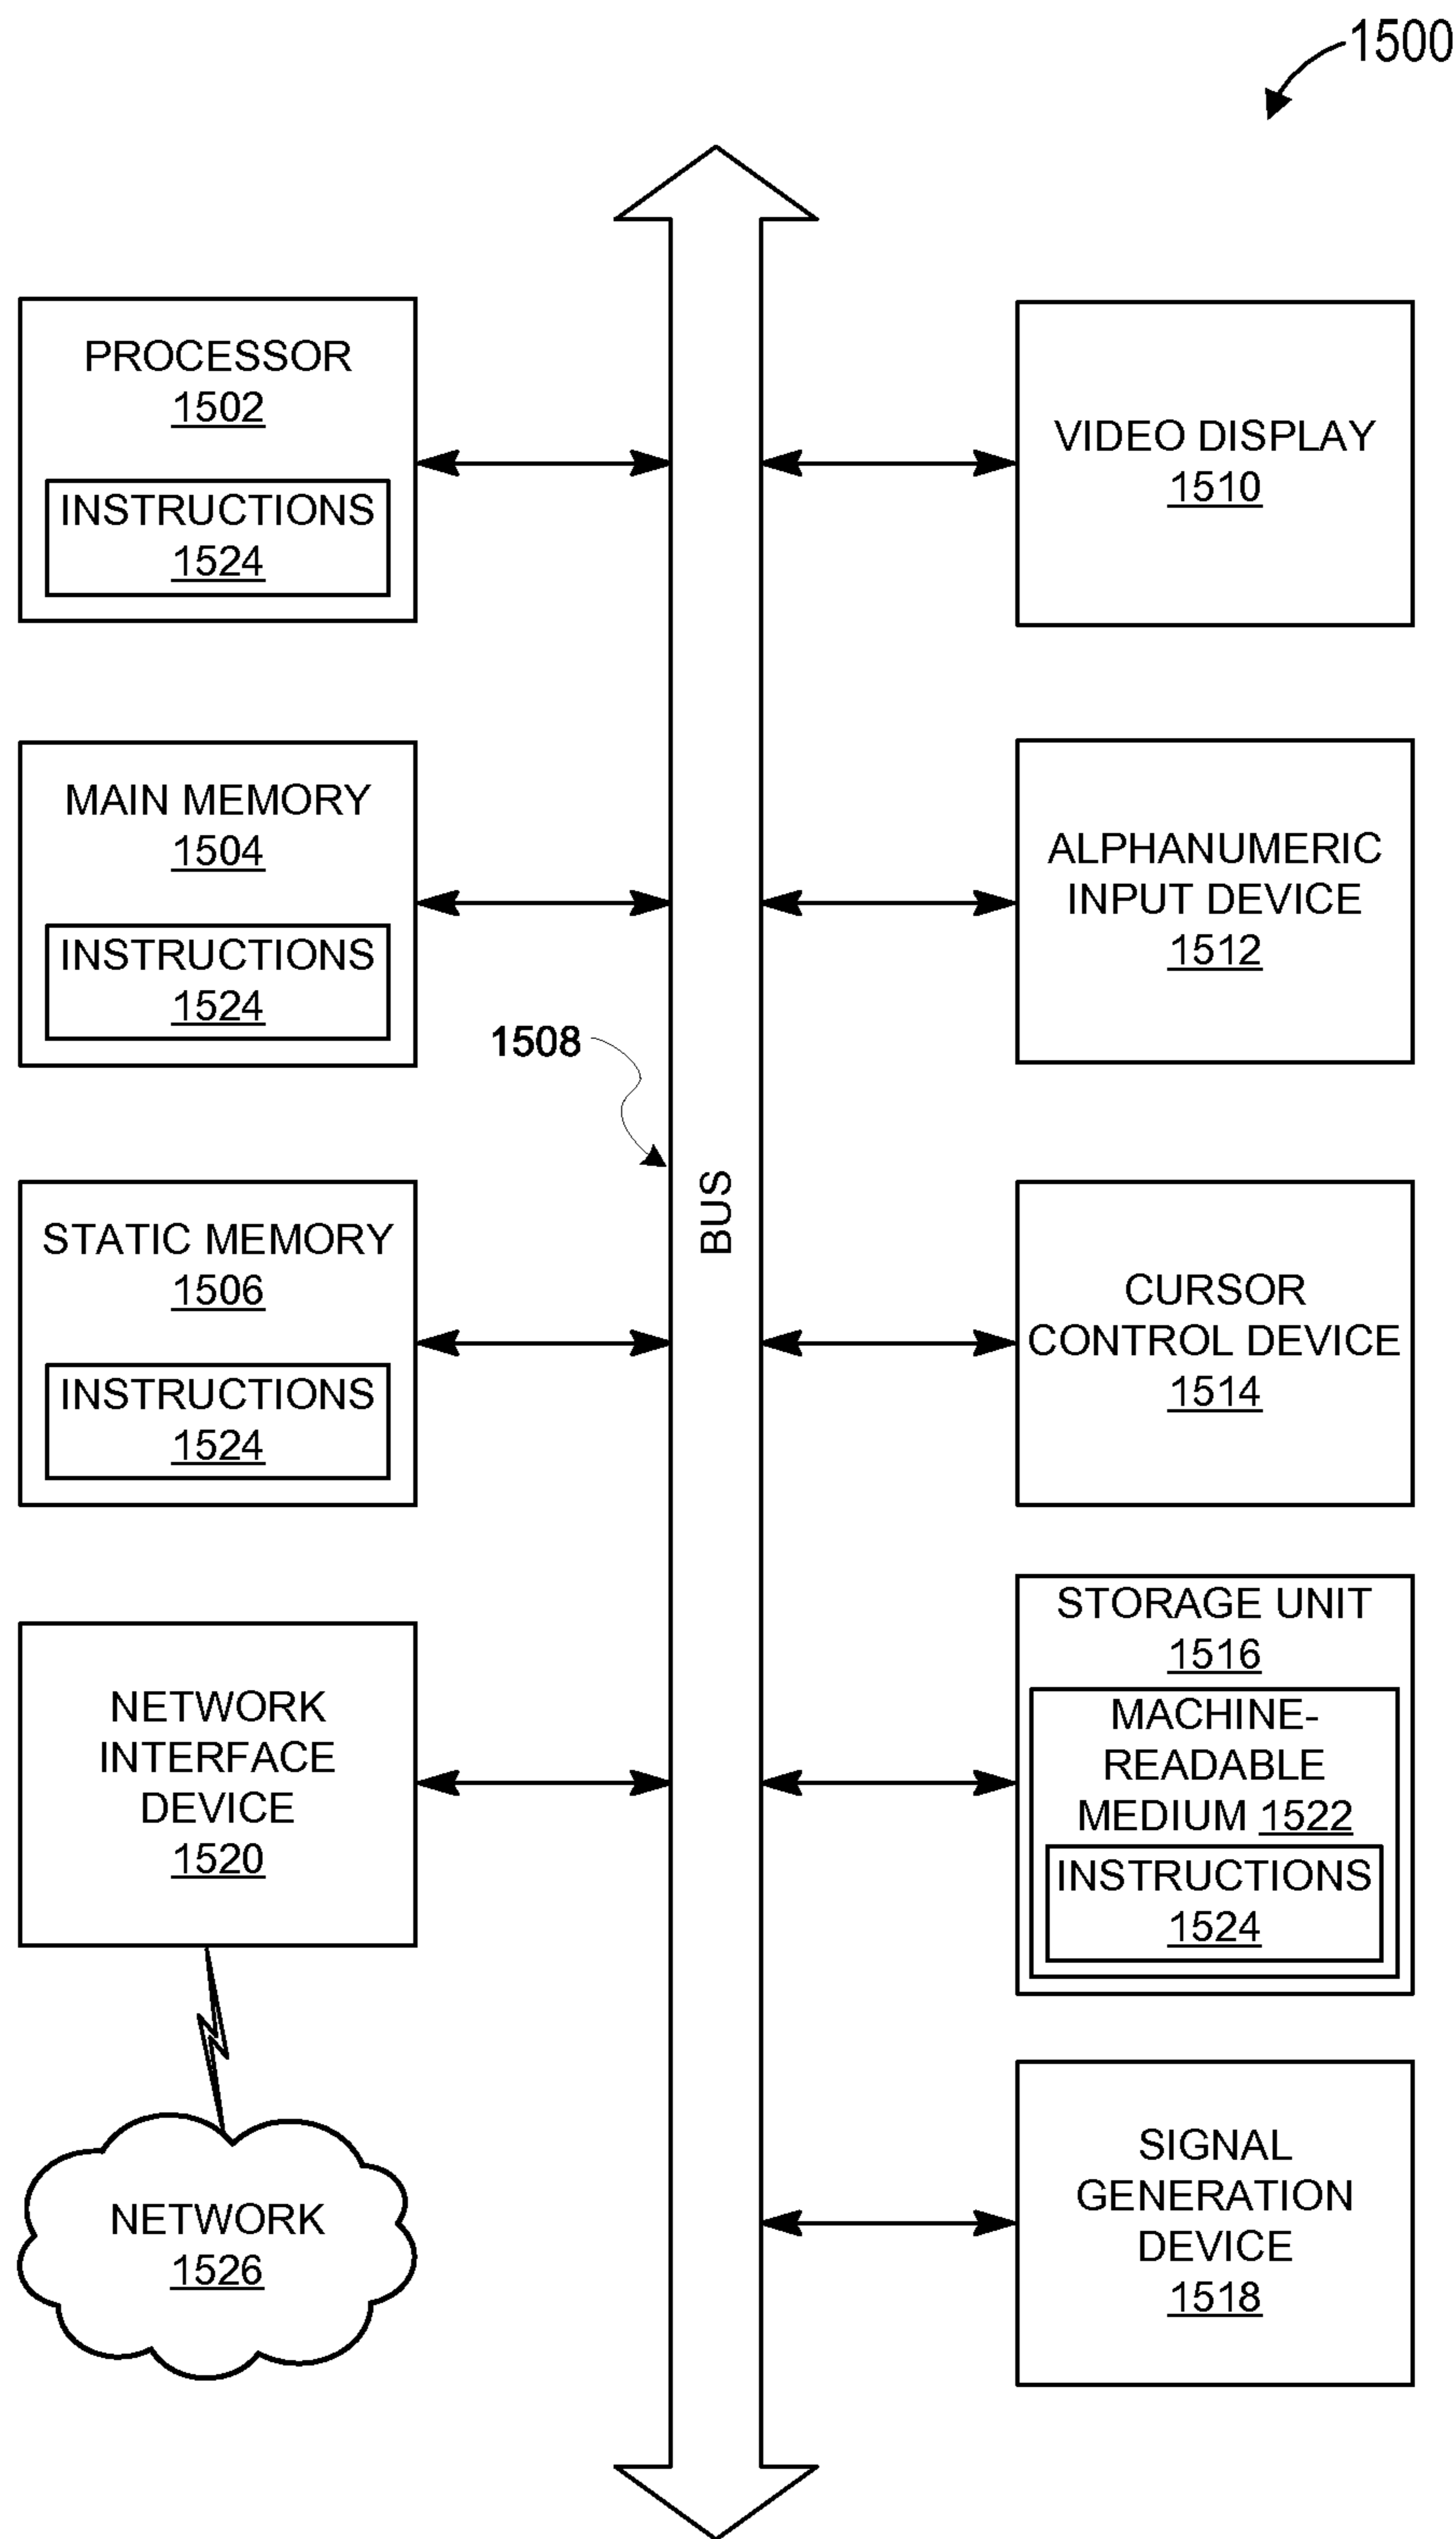 1500
PROCESSOR
1502
INSTRUCTIONS
1524
MAIN MEMORY
1504
INSTRUCTIONS
1524
1508
STATIC MEMORY
1506
INSTRUCTIONS
1524
NETWORK
INTERFACE
DEVICE
1520
NETWORK
1526
BUS
VIDEO DISPLAY
1510
ALPHANUMERIC
INPUT DEVICE
1512
CURSOR
CONTROL DEVICE
1514
STORAGE UNIT
1516
MACHINE-
READABLE
MEDIUM 1522
INSTRUCTIONS
1524
SIGNAL
GENERATION
DEVICE
1518